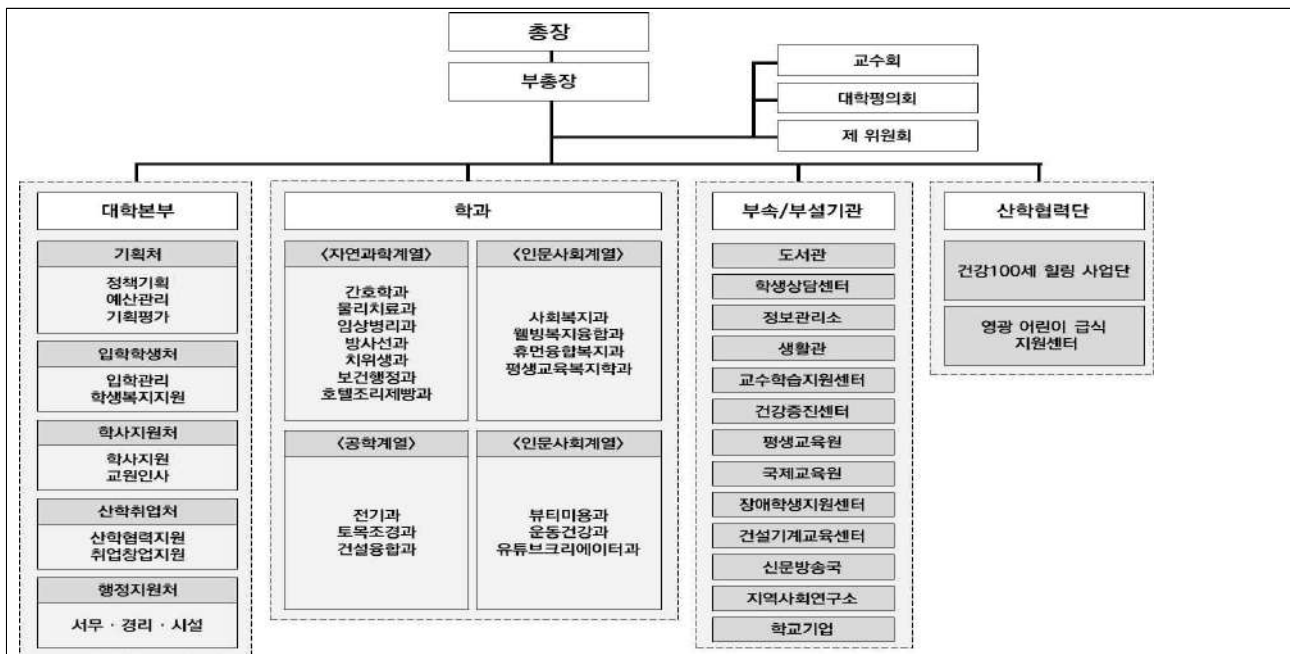 총장
부총장
교수회
대학평의회
제 위원회
대학본부
기획처
정책기획
예산관리
기획평가
입학학생처
입학관리
학생복지지원
학사지원처
학사지원
교원인사
산학취업처
산학협력지원
취업창업지원
행정지원처
서무 · 경리 · 시설
학과
〈자연과학계열〉
간호학과
물리치료과
임상병리과
방사선과
치위생과
보건행정과
호텔조리제빵과
〈인문사회계열〉
사회복지과
웰빙복지융합과
휴먼융합복지과
평생교육복지학과
〈공학계열〉
전기과
토목조경과
건설융합과
〈인문사회계열〉
뷰티미용과
운동건강과
유튜브크리에이터과
부속/부설기관
도서관
학생상담센터
정보관리소
생활관
교수학습지원센터
건강증진센터
평생교육원
국제교육원
장애학생지원센터
건설기계교육센터
신문방송국
지역사회연구소
학교기업
산학협력단
건강100세 힐링 사업단
영광 어린이 급식
지원센터